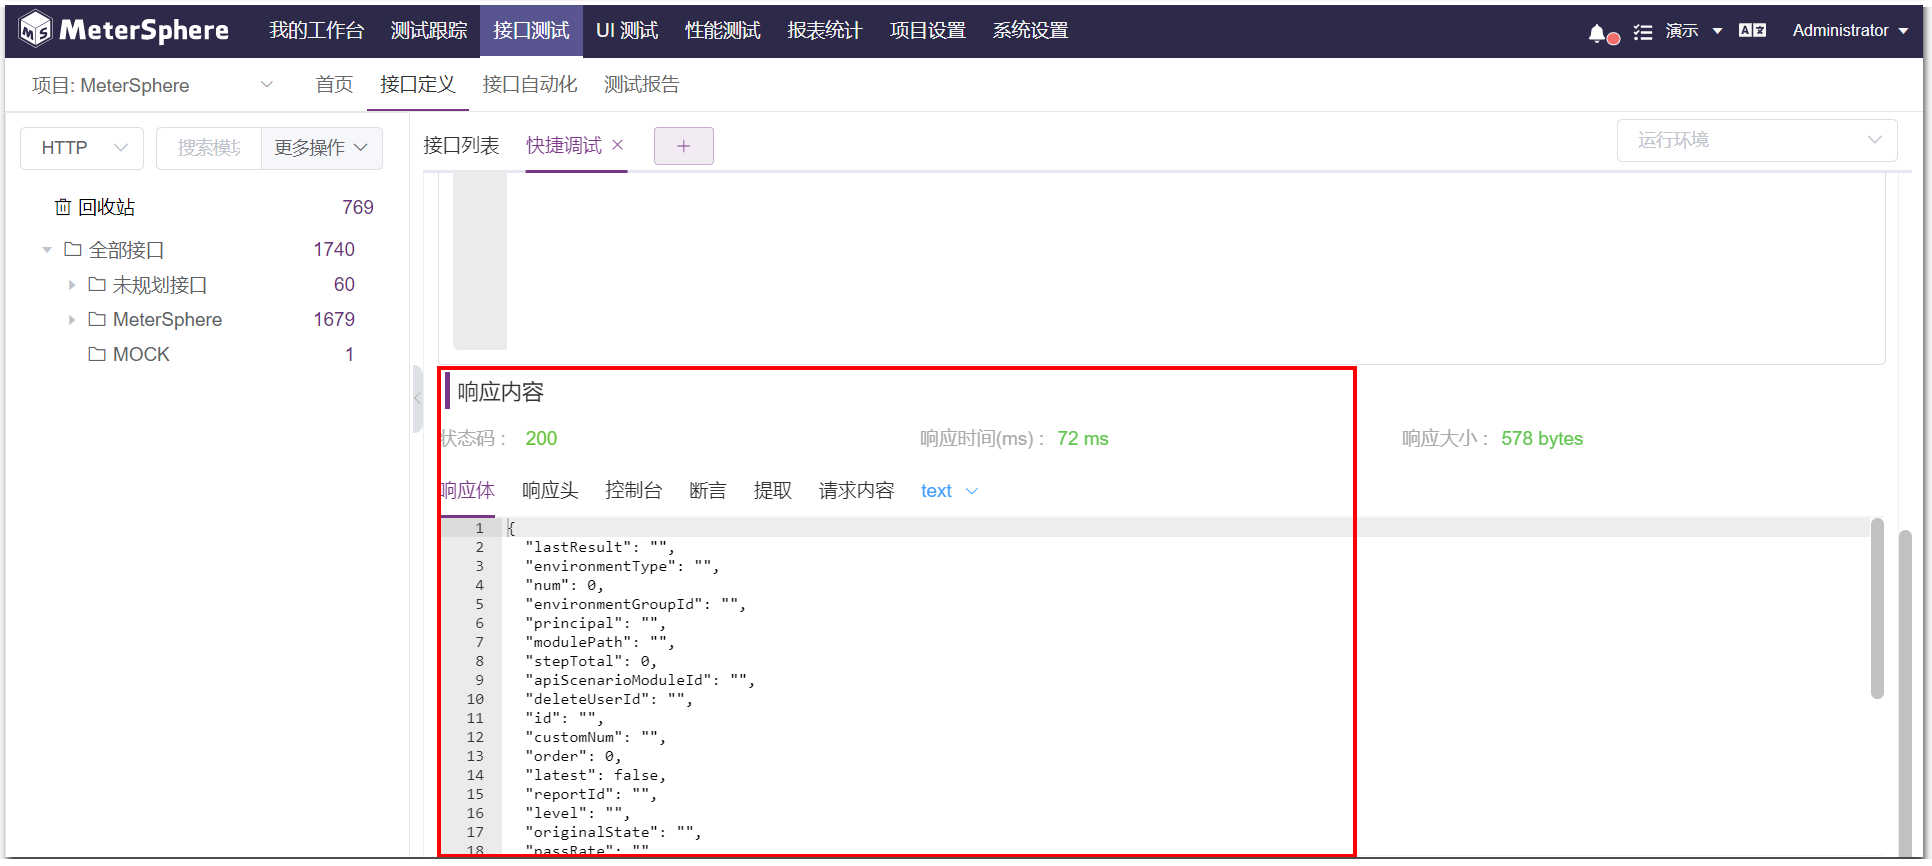 MeterSphere 我的工作台 测试跟踪 接口测试 UI 测试 性能测试 报表统计 项目设置 系统设置 演示 Administrator
项目: MeterSphere 首页 接口定义 接口自动化 测试报告
HTTP 搜索模块 更多操作 接口列表 快捷调试 × + 运行环境
回收站 769
全部接口 1740
未规划接口 60
MeterSphere 1679
MOCK 1
响应内容
状态码 : 200 响应时间(ms) : 72 ms 响应大小 : 578 bytes
响应体 响应头 控制台 断言 提取 请求内容 text
1 {
2 "lastResult": "",
3 "environmentType": "",
4 "num": 0,
5 "environmentGroupId": "",
6 "principal": "",
7 "modulePath": "",
8 "stepTotal": 0,
9 "apiScenarioModuleId": "",
10 "deleteUserId": "",
11 "id": "",
12 "customNum": "",
13 "order": 0,
14 "latest": false,
15 "reportId": "",
16 "level": "",
17 "originalState": "",
18 "passRate": ""